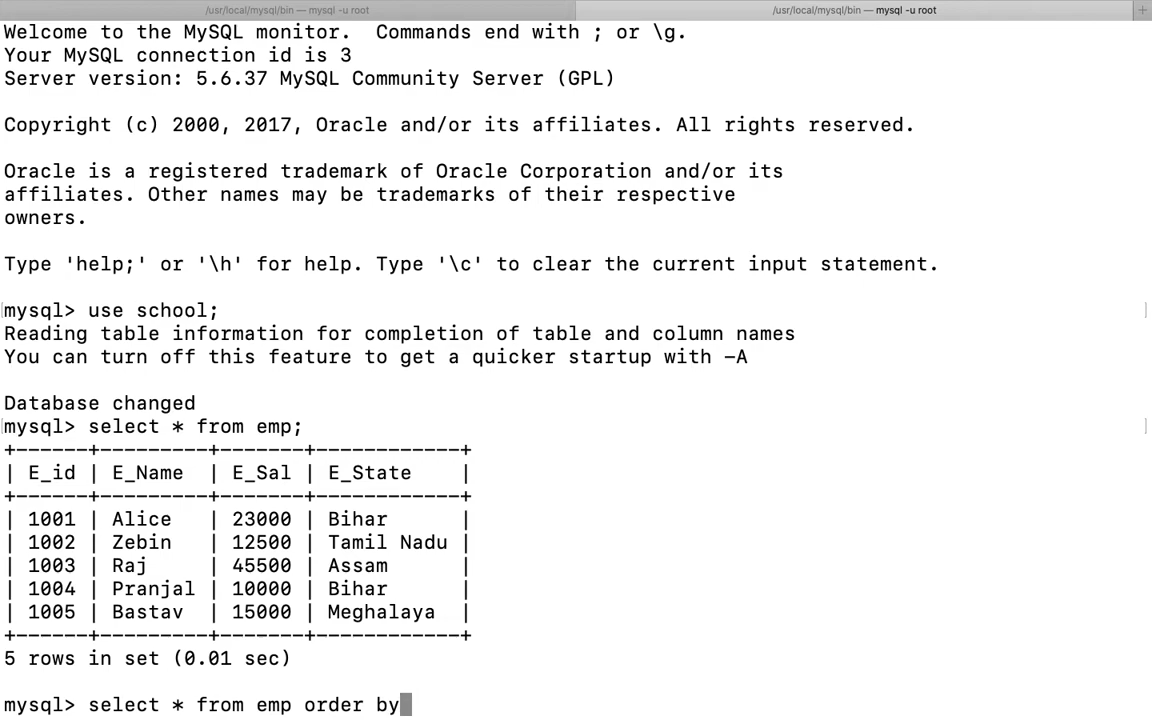 /usr/local/mysql/bin — mysql -u root
/usr/local/mysql/bin — mysql -u root
+
Welcome to the MySQL monitor.  Commands end with ; or \g.
Your MySQL connection id is 3
Server version: 5.6.37 MySQL Community Server (GPL)
Copyright (c) 2000, 2017, Oracle and/or its affiliates. All rights reserved.
Oracle is a registered trademark of Oracle Corporation and/or its
affiliates. Other names may be trademarks of their respective
owners.
Type 'help;' or '\h' for help. Type '\c' to clear the current input statement.
[mysql> use school; ]
Reading table information for completion of table and column names
You can turn off this feature to get a quicker startup with -A
Database changed
[mysql> select * from emp; ]
+------+---------+-------+------------+
| E_id | E_Name  | E_Sal | E_State    |
+------+---------+-------+------------+
| 1001 | Alice   | 23000 | Bihar      |
| 1002 | Zebin   | 12500 | Tamil Nadu |
| 1003 | Raj     | 45500 | Assam      |
| 1004 | Pranjal | 10000 | Bihar      |
| 1005 | Bastav  | 15000 | Meghalaya  |
+------+---------+-------+------------+
5 rows in set (0.01 sec)
mysql> select * from emp order by